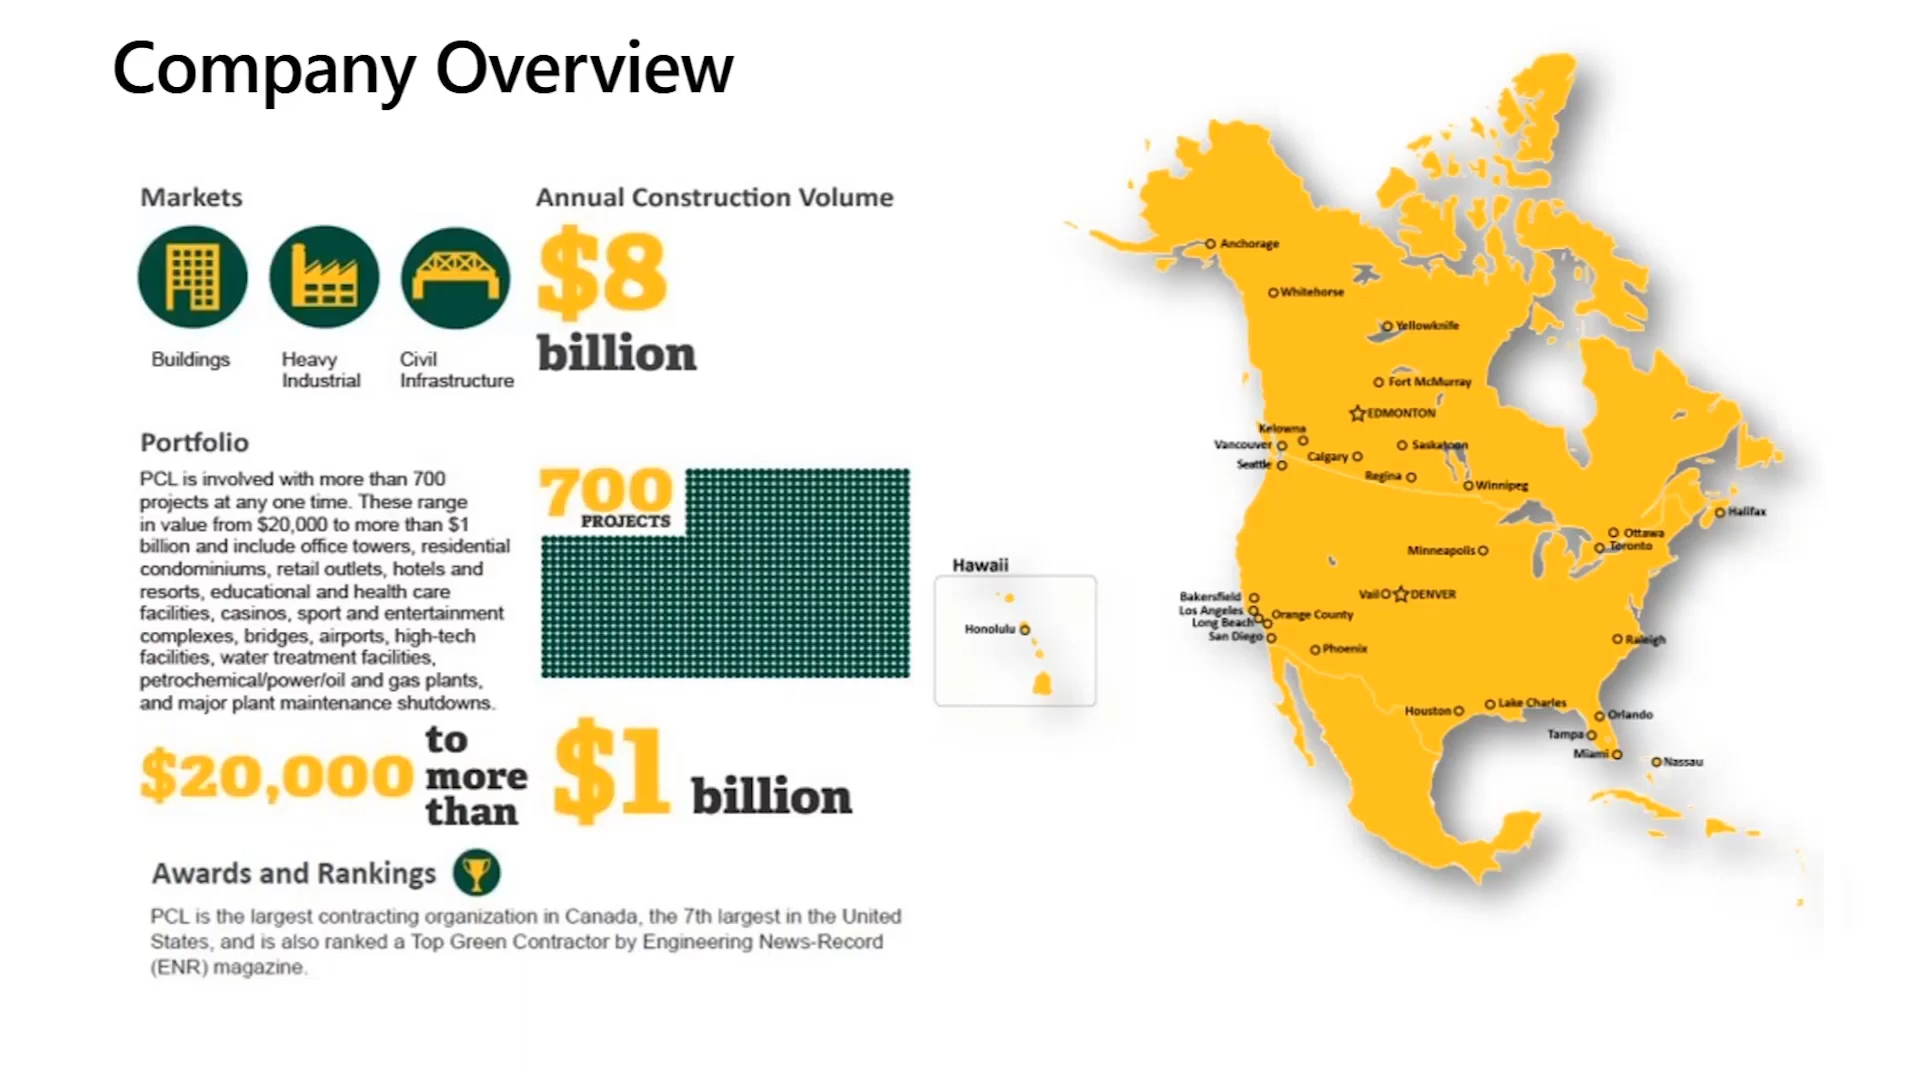 Company Overview
Markets
Buildings
Heavy
Industrial
Civil
Infrastructure
Annual Construction Volume
$8
billion
Portfolio
PCL is involved with more than 700
projects at any one time. These range
in value from $20,000 to more than $1
billion and include office towers, residential
condominiums, retail outlets, hotels and
resorts, educational and health care
facilities, casinos, sport and entertainment
complexes, bridges, airports, high-tech
facilities, water treatment facilities,
petrochemical/power/oil and gas plants,
and major plant maintenance shutdowns.
700
PROJECTS
$20,000
to
more
than
$1 billion
Awards and Rankings
PCL is the largest contracting organization in Canada, the 7th largest in the United
States, and is also ranked a Top Green Contractor by Engineering News-Record
(ENR) magazine.
Hawaii
Honolulu
Anchorage
Whitehorse
Yellowknife
Fort McMurray
EDMONTON
Kelowna
Vancouver
Saskatoon
Calgary
Seattle
Regina
Winnipeg
Halifax
Ottawa
Toronto
Minneapolis
Vail
DENVER
Bakersfield
Los Angeles
Orange County
Long Beach
San Diego
Raleigh
Phoenix
Lake Charles
Houston
Orlando
Tampa
Miami
Nassau